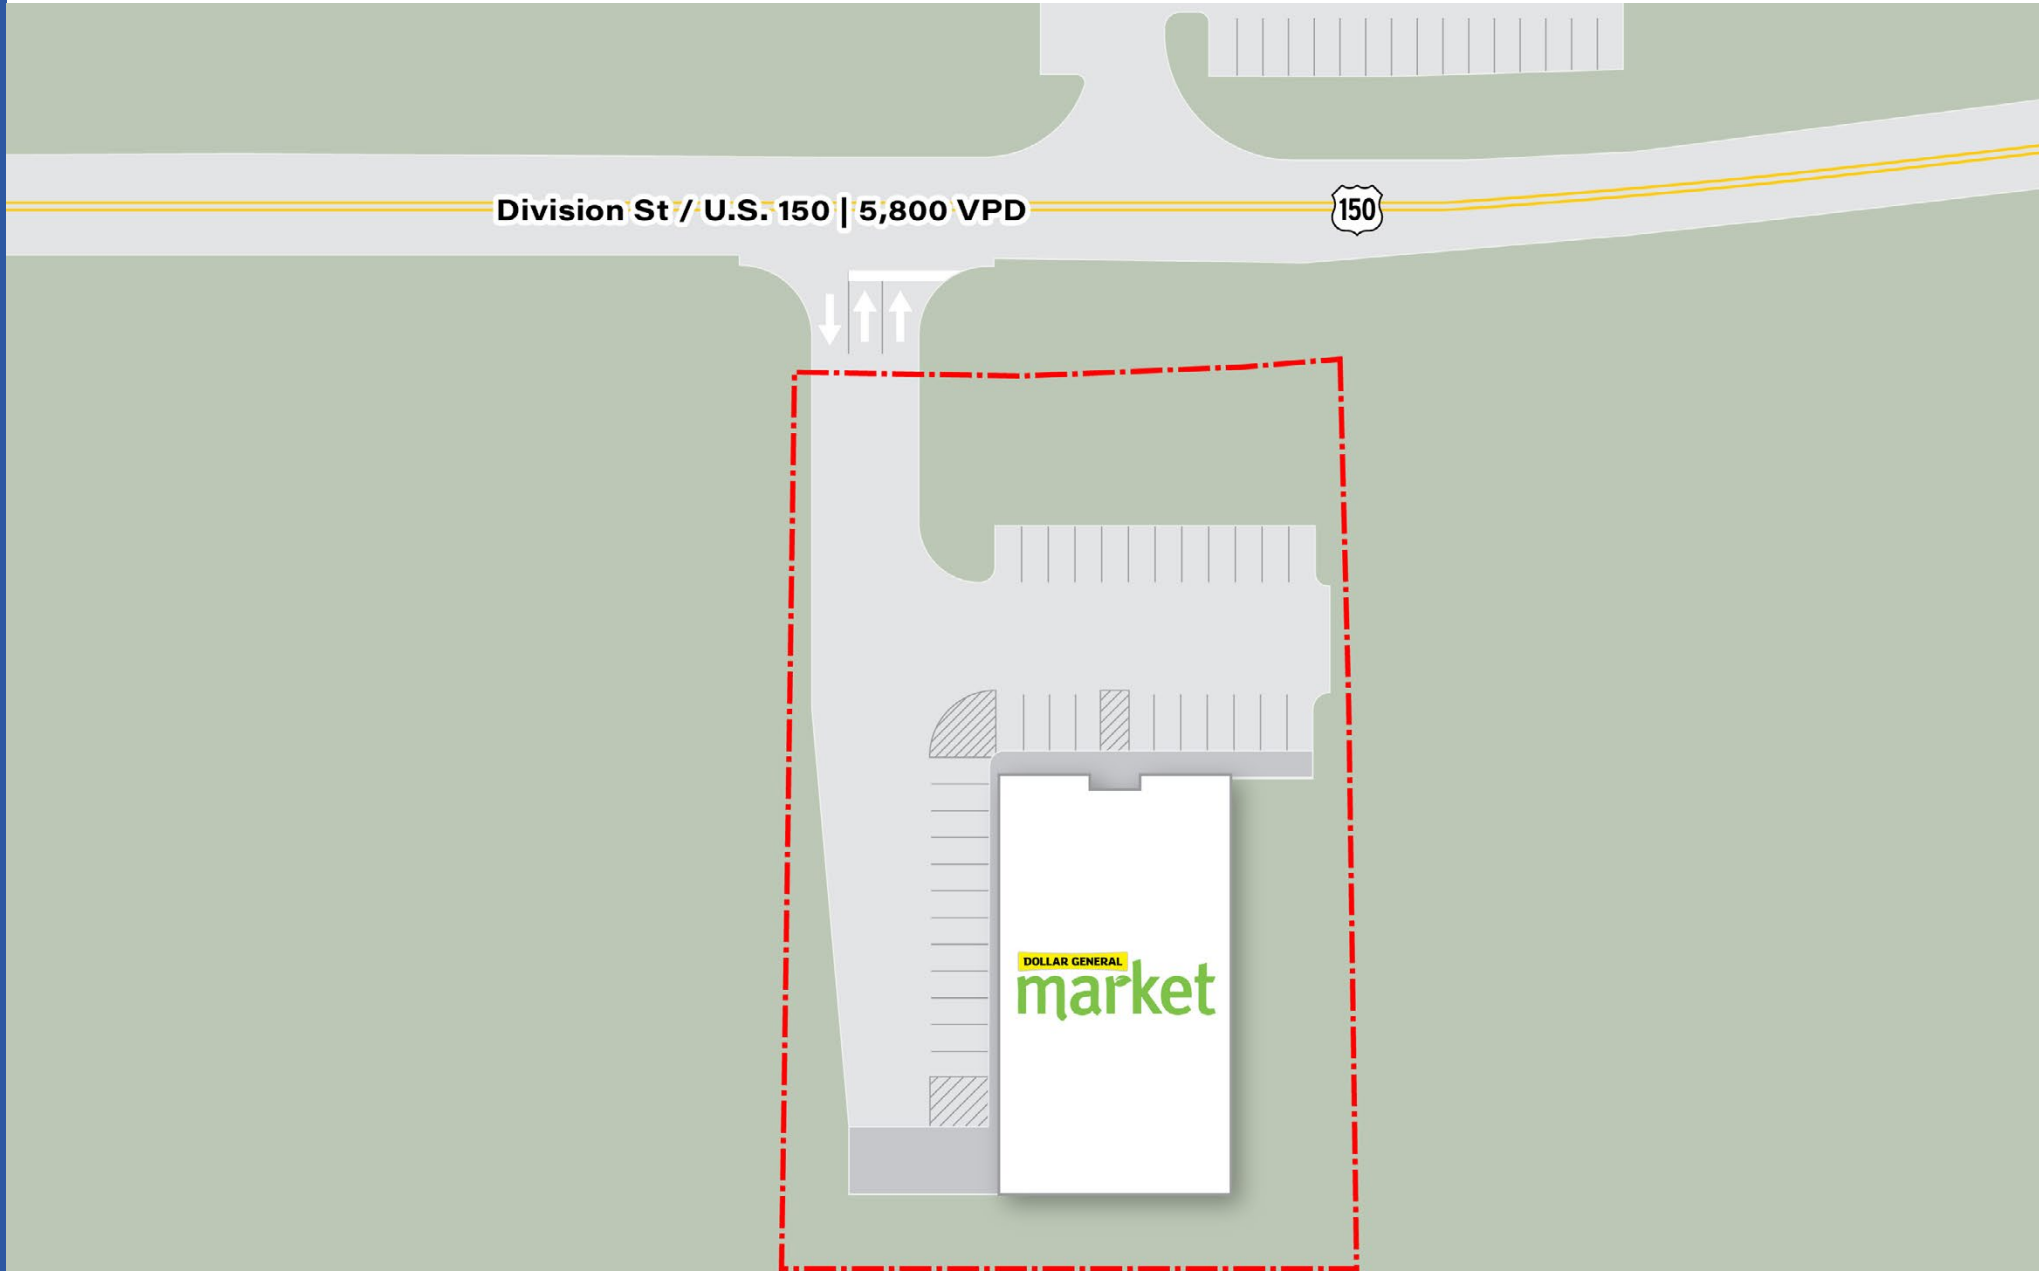 Division St / U.S. 150 | 5,800 VPD
150
DOLLAR GENERAL
market